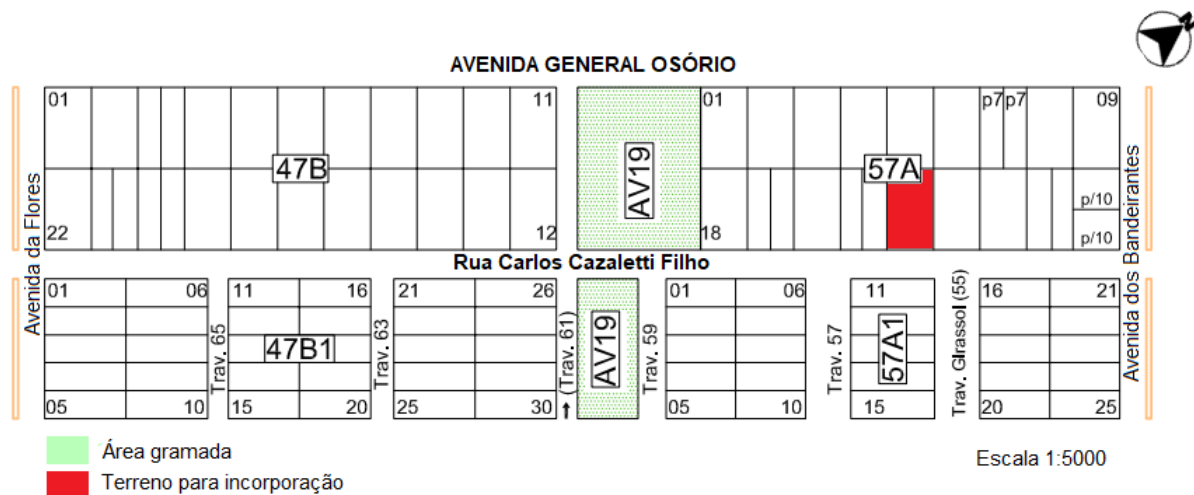 N
AVENIDA GENERAL OSÓRIO
01
11
01
p7
p7
09
47B
AV19
57A
p/10
p/10
22
12
18
Avenida da Flores
Avenida dos Bandeirantes
Rua Carlos Cazaletti Filho
01
06
11
16
21
26
01
06
11
16
21
Trav. 65
47B1
Trav. 63
(Trav. 61)
AV19
Trav. 59
Trav. 57
57A1
Trav. GIrassol (55)
05
10
15
20
25
30
05
10
15
20
25
Área gramada
Terreno para incorporação
Escala 1:5000